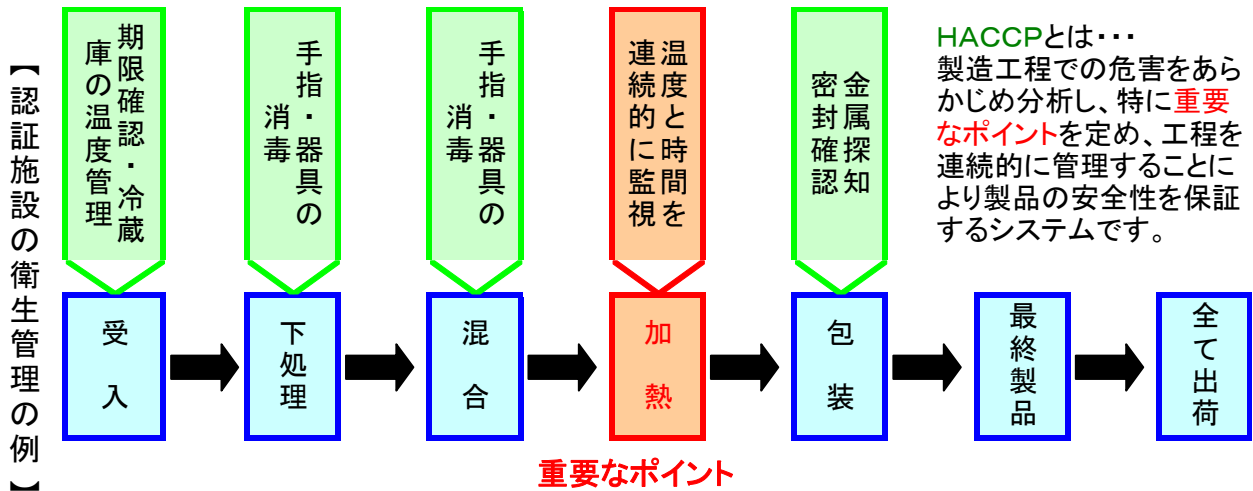 【認証施設の衛生管理の例】
期限確認・冷蔵
庫の温度管理
手指・器具の
消毒
手指・器具の
消毒
温度と時間を
連続的に監視
金属探知
密封確認
HACCPとは・・・
製造工程での危害をあら
かじめ分析し、特に重要
なポイントを定め、工程を
連続的に管理することに
より製品の安全性を保証
するシステムです。
受入
下処理
混合
加熱
包装
最終製品
全て出荷
重要なポイント